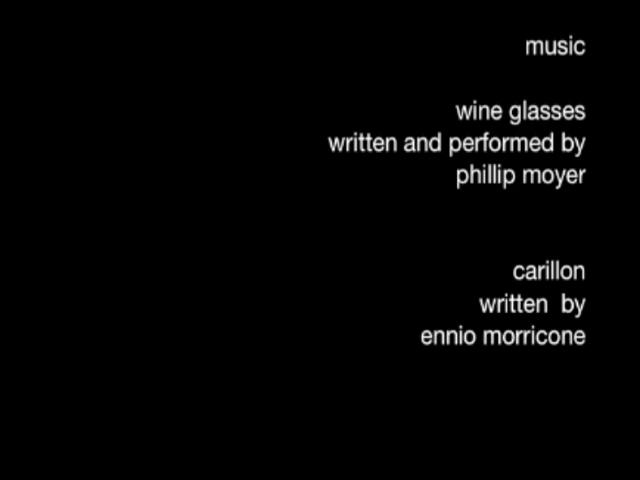 music
wine glasses
written and performed by
phillip moyer
carillon
written by
ennio morricone